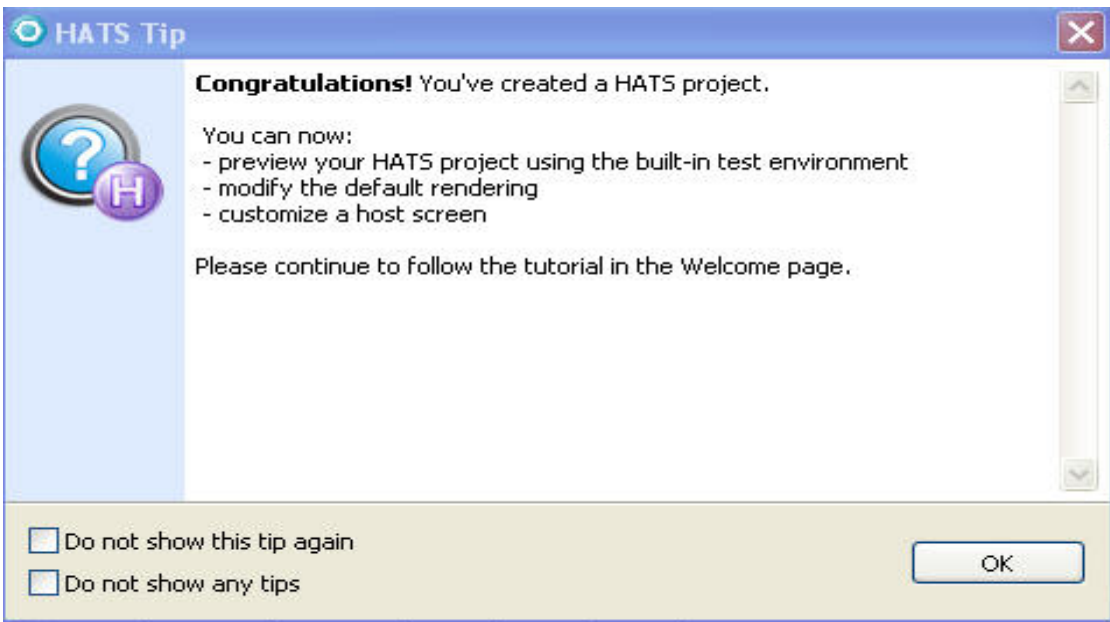 HATS Tip
Congratulations! You've created a HATS project.
You can now:
- preview your HATS project using the built-in test environment
- modify the default rendering
- customize a host screen
Please continue to follow the tutorial in the Welcome page.
Do not show this tip again
OK
Do not show any tips